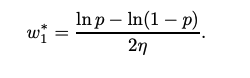 w_1^* = \frac{\ln p - \ln(1 - p)}{2\eta}.